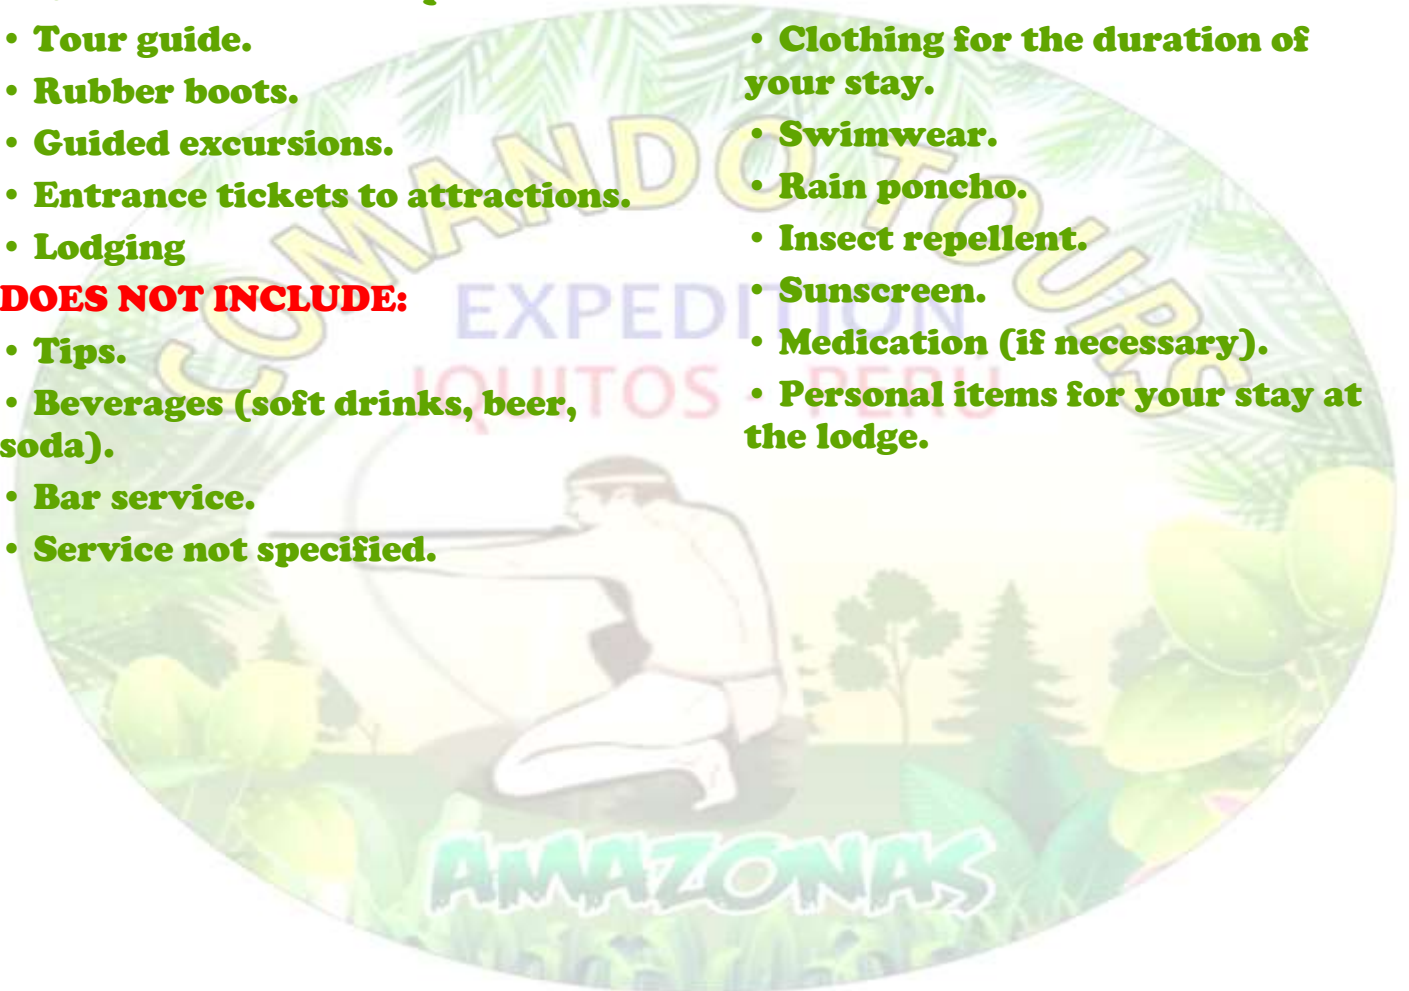 • Tour guide.
• Rubber boots.
• Guided excursions.
• Entrance tickets to attractions.
• Lodging
DOES NOT INCLUDE:
• Tips.
• Beverages (soft drinks, beer,
soda).
• Bar service.
• Service not specified.
• Clothing for the duration of
your stay.
• Swimwear.
• Rain poncho.
• Insect repellent.
• Sunscreen.
• Medication (if necessary).
• Personal items for your stay at
the lodge.
COMANDO TOURS
EXPEDITION
IQUITOS - PERU
AMAZONAS